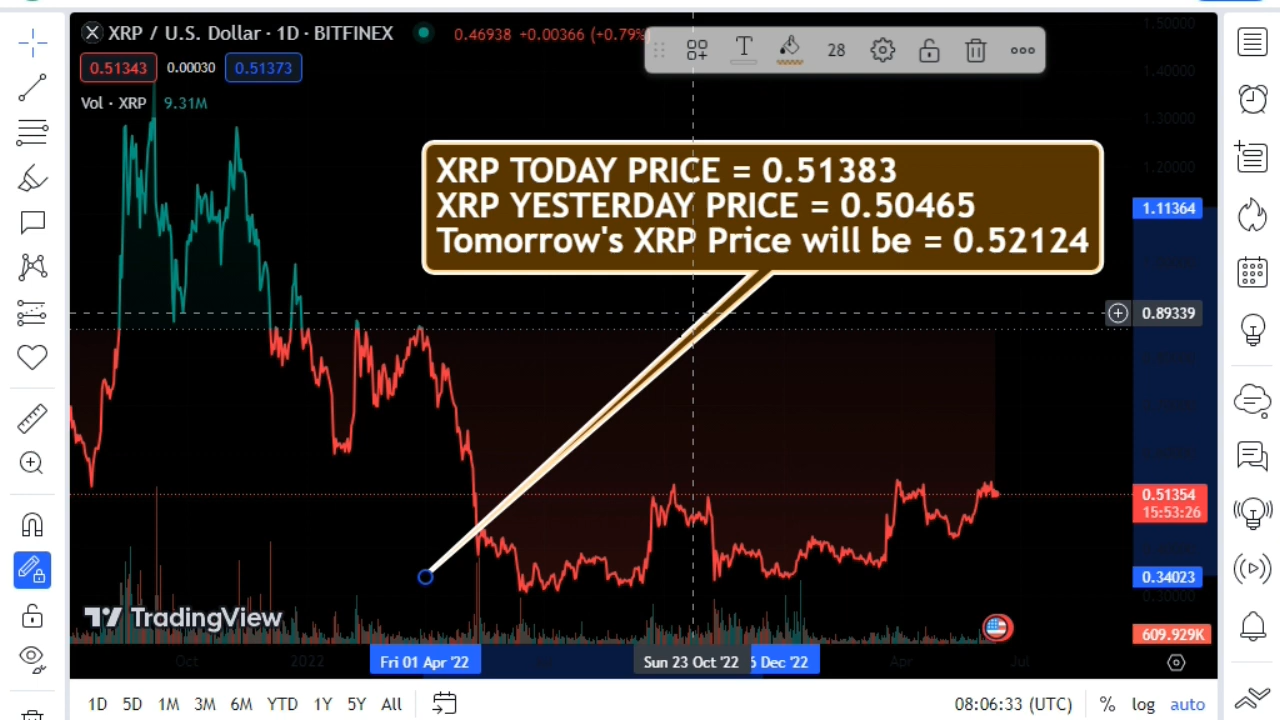 XRP / U.S. Dollar · 1D · BITFINEX
0.46938 +0.00366 (+0.79%
28
0.51343 0.00030 0.51373
Vol · XRP 9.31M
XRP TODAY PRICE = 0.51383
XRP YESTERDAY PRICE = 0.50465
Tomorrow's XRP Price will be = 0.52124
1.50000
1.40000
1.30000
1.20000
1.11364
0.89339
0.51354
15:53:26
0.34023
0.30000
609.929K
TradingView
Oct 2022 Fri 01 Apr '22 Sun 23 Oct '22 Dec '22 Apr Jul
1D 5D 1M 3M 6M YTD 1Y 5Y All 08:06:33 (UTC) % log auto